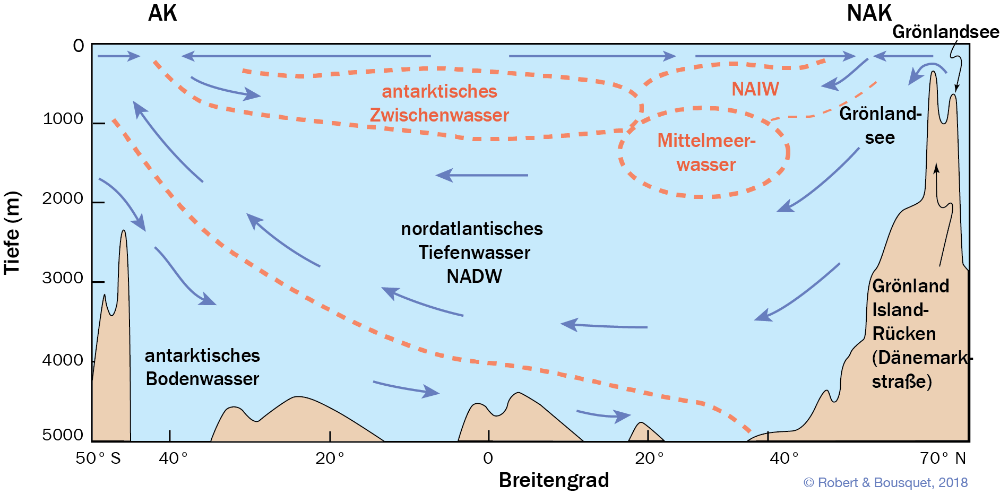 AK
NAK
Grönlandsee
0
1000
2000
3000
4000
5000
Tiefe (m)
antarktisches
Zwischenwasser
NAIW
Mittelmeer-
wasser
Grönland-
see
nordatlantisches
Tiefenwasser
NADW
Grönland
Island-
Rücken
(Dänemark-
straße)
antarktisches
Bodenwasser
50° S
40°
20°
0
20°
40°
70° N
Breitengrad
© Robert & Bousquet, 2018